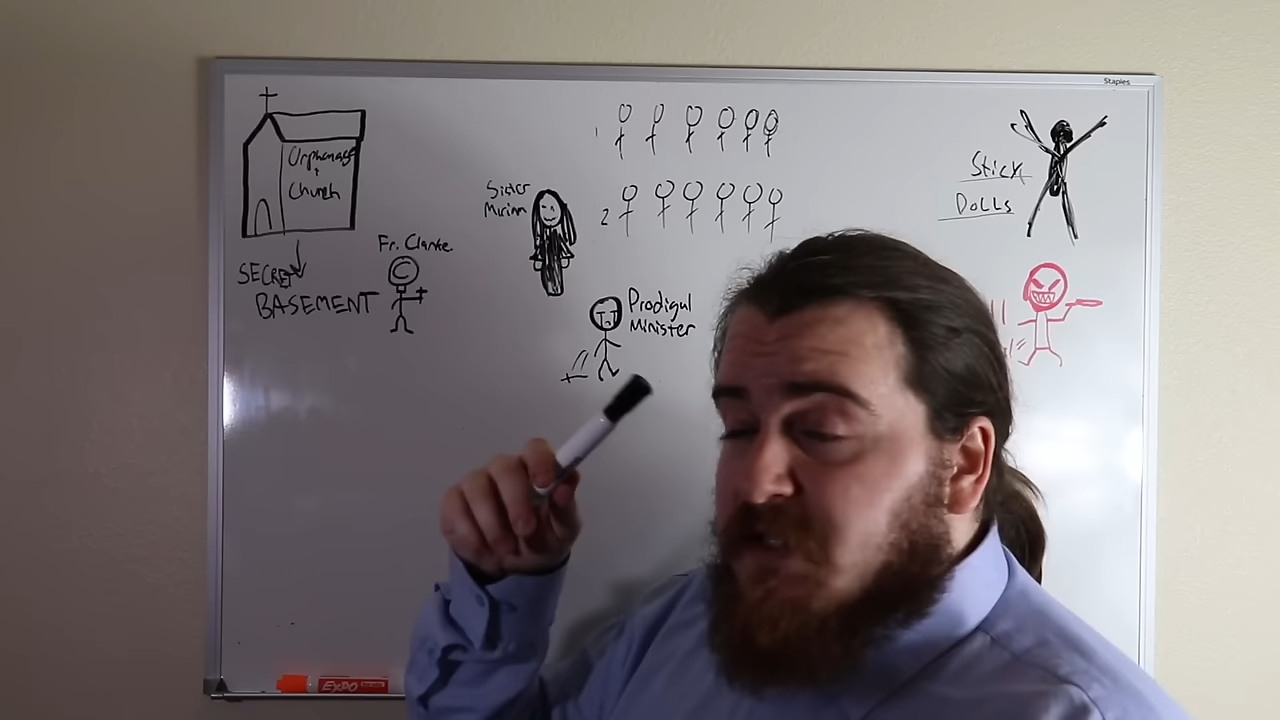 Staples
Orphanage
+
Church
SECRET
BASEMENT
Fr. Clarke
Sister
Miriam
1
2
Prodigul
Minister
Stick
DOLLS
EXPO